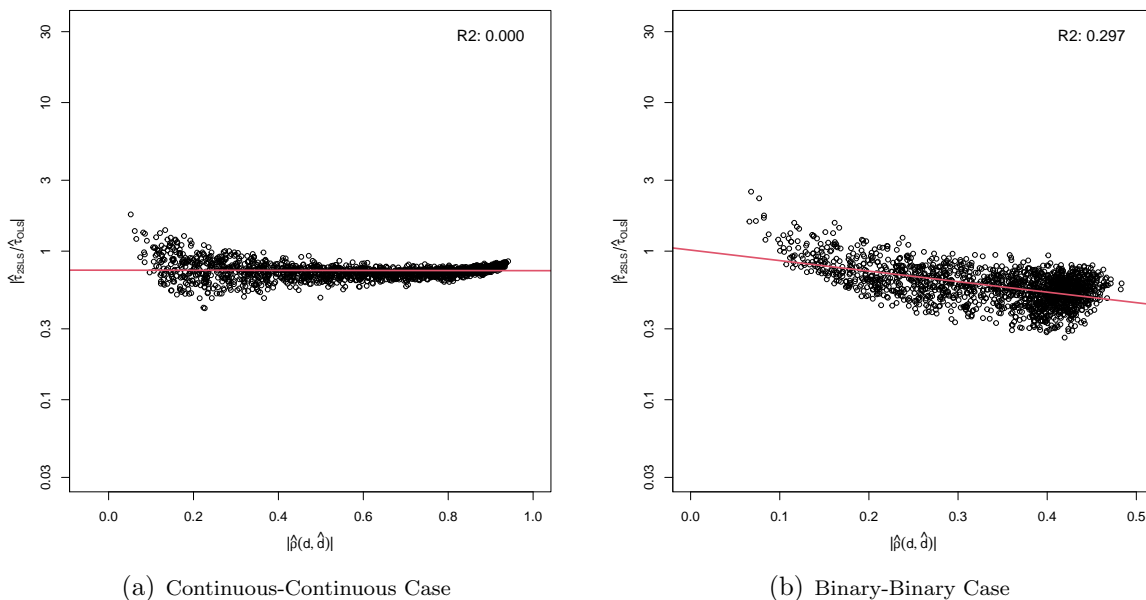 R2: 0.000
30
10
3
1
0.3
0.1
0.03
|τ̂2SLS/τ̂OLS|
0.0 0.2 0.4 0.6 0.8 1.0
|ρ̂(d, d̂)|
(a) Continuous-Continuous Case
R2: 0.297
30
10
3
1
0.3
0.1
0.03
|τ̂2SLS/τ̂OLS|
0.0 0.1 0.2 0.3 0.4 0.5
|ρ̂(d, d̂)|
(b) Binary-Binary Case